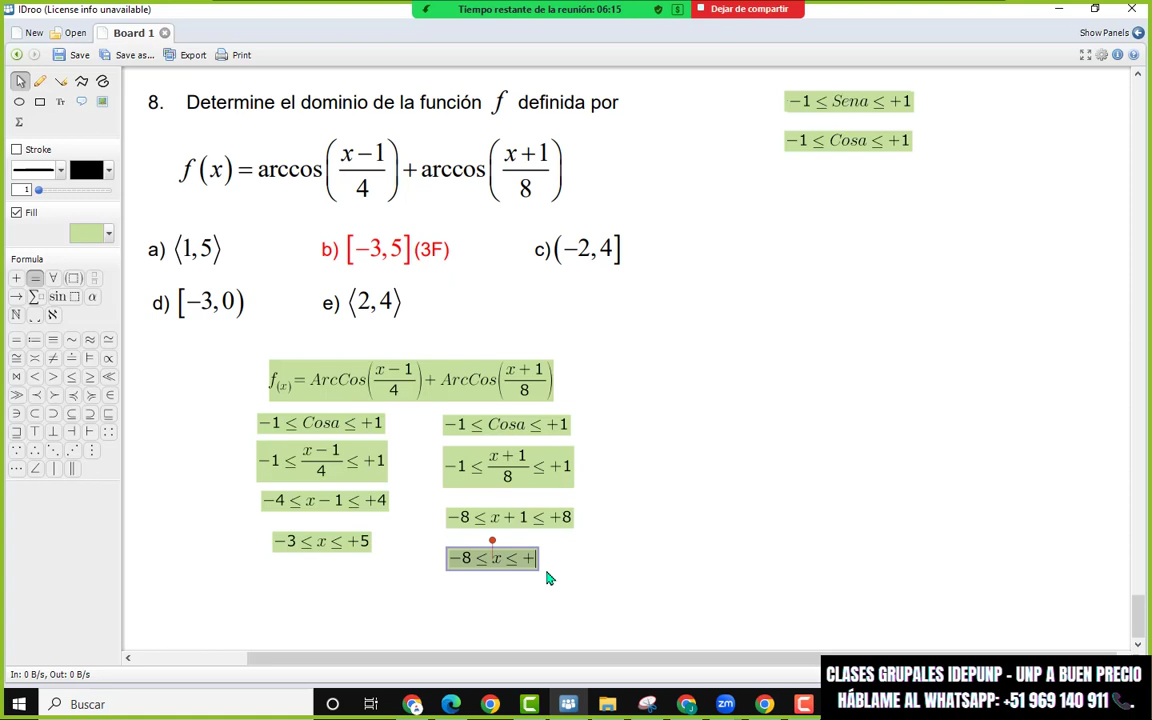 IDroo (License info unavailable)
Tiempo restante de la reunión: 06:15
Dejar de compartir
New Open Board 1
Show Panels
Save Save as... Export Print
8. Determine el dominio de la función f definida por
f(x) = arccos((x−1)/4) + arccos((x+1)/8)
a) ⟨1,5⟩ b) [−3,5] (3F) c) (−2,4]
d) [−3,0) e) ⟨2,4⟩
−1 ≤ Sena ≤ +1
−1 ≤ Cosa ≤ +1
f(x) = ArcCos((x−1)/4) + ArcCos((x+1)/8)
−1 ≤ Cosa ≤ +1 −1 ≤ Cosa ≤ +1
−1 ≤ (x−1)/4 ≤ +1 −1 ≤ (x+1)/8 ≤ +1
−4 ≤ x − 1 ≤ +4 −8 ≤ x + 1 ≤ +8
−3 ≤ x ≤ +5 −8 ≤ x ≤ +
Stroke
1
Fill
Formula
In: 0 B/s, Out: 0 B/s
Buscar
CLASES GRUPALES IDEPUNP - UNP A BUEN PRECIO
HÁBLAME AL WHATSAPP: +51 969 140 911